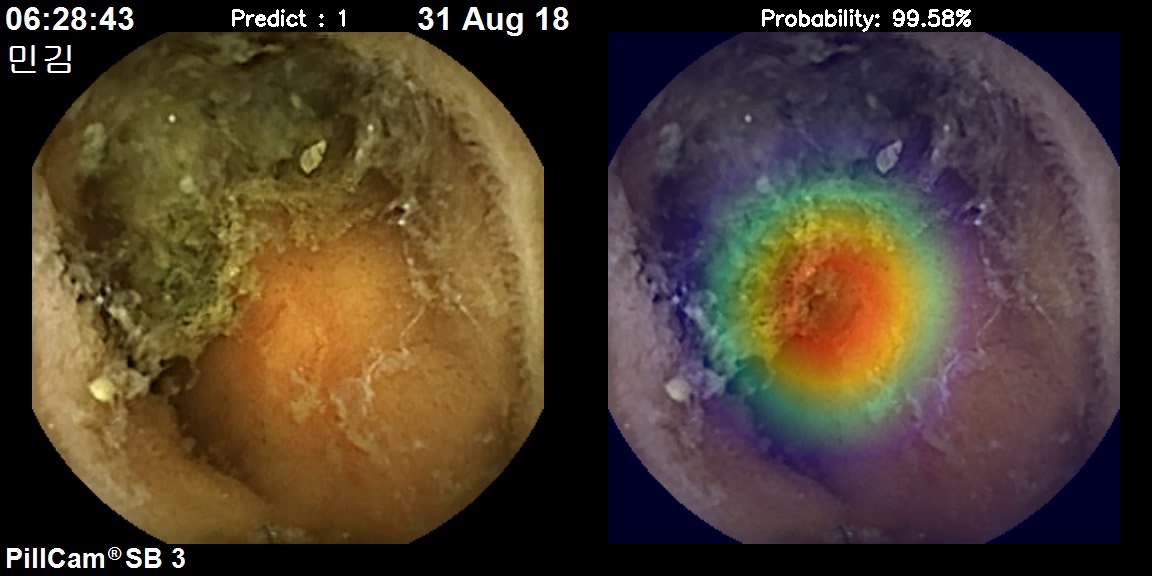 06:28:43
Predict : 1
31 Aug 18
Probability: 99.58%
민김
PillCam® SB 3